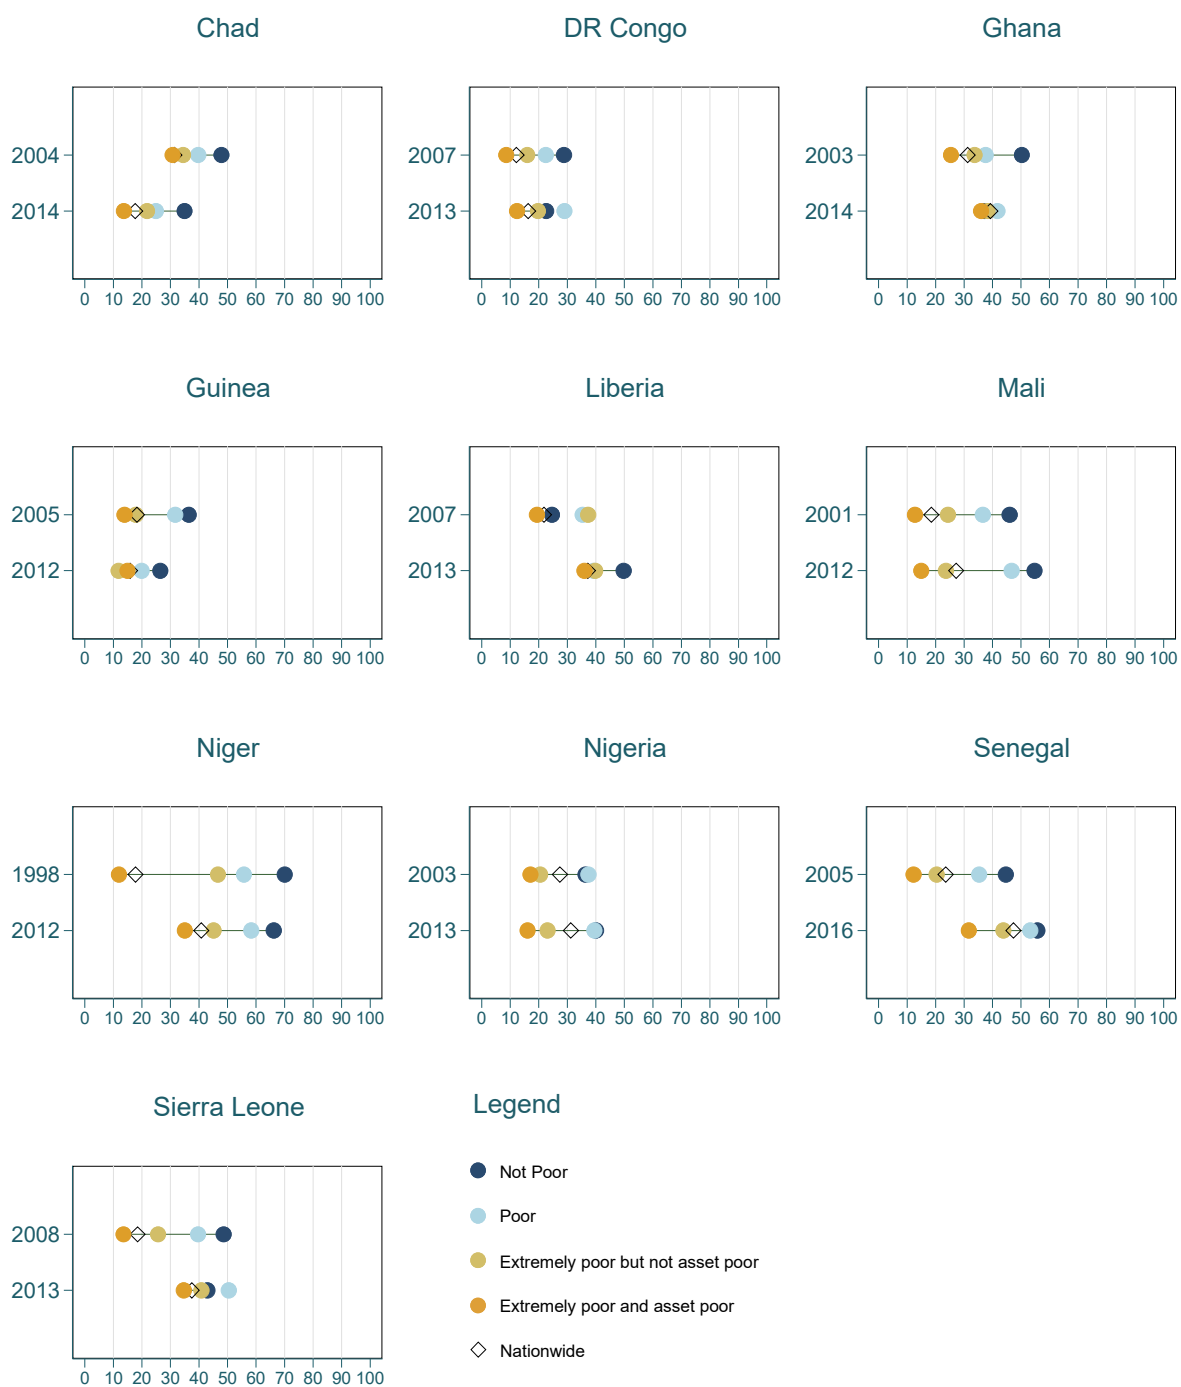 Chad
DR Congo
Ghana
2004
2014
0 10 20 30 40 50 60 70 80 90 100
2007
2013
0 10 20 30 40 50 60 70 80 90 100
2003
2014
0 10 20 30 40 50 60 70 80 90 100
Guinea
Liberia
Mali
2005
2012
0 10 20 30 40 50 60 70 80 90 100
2007
2013
0 10 20 30 40 50 60 70 80 90 100
2001
2012
0 10 20 30 40 50 60 70 80 90 100
Niger
Nigeria
Senegal
1998
2012
0 10 20 30 40 50 60 70 80 90 100
2003
2013
0 10 20 30 40 50 60 70 80 90 100
2005
2016
0 10 20 30 40 50 60 70 80 90 100
Sierra Leone
2008
2013
0 10 20 30 40 50 60 70 80 90 100
Legend
Not Poor
Poor
Extremely poor but not asset poor
Extremely poor and asset poor
Nationwide